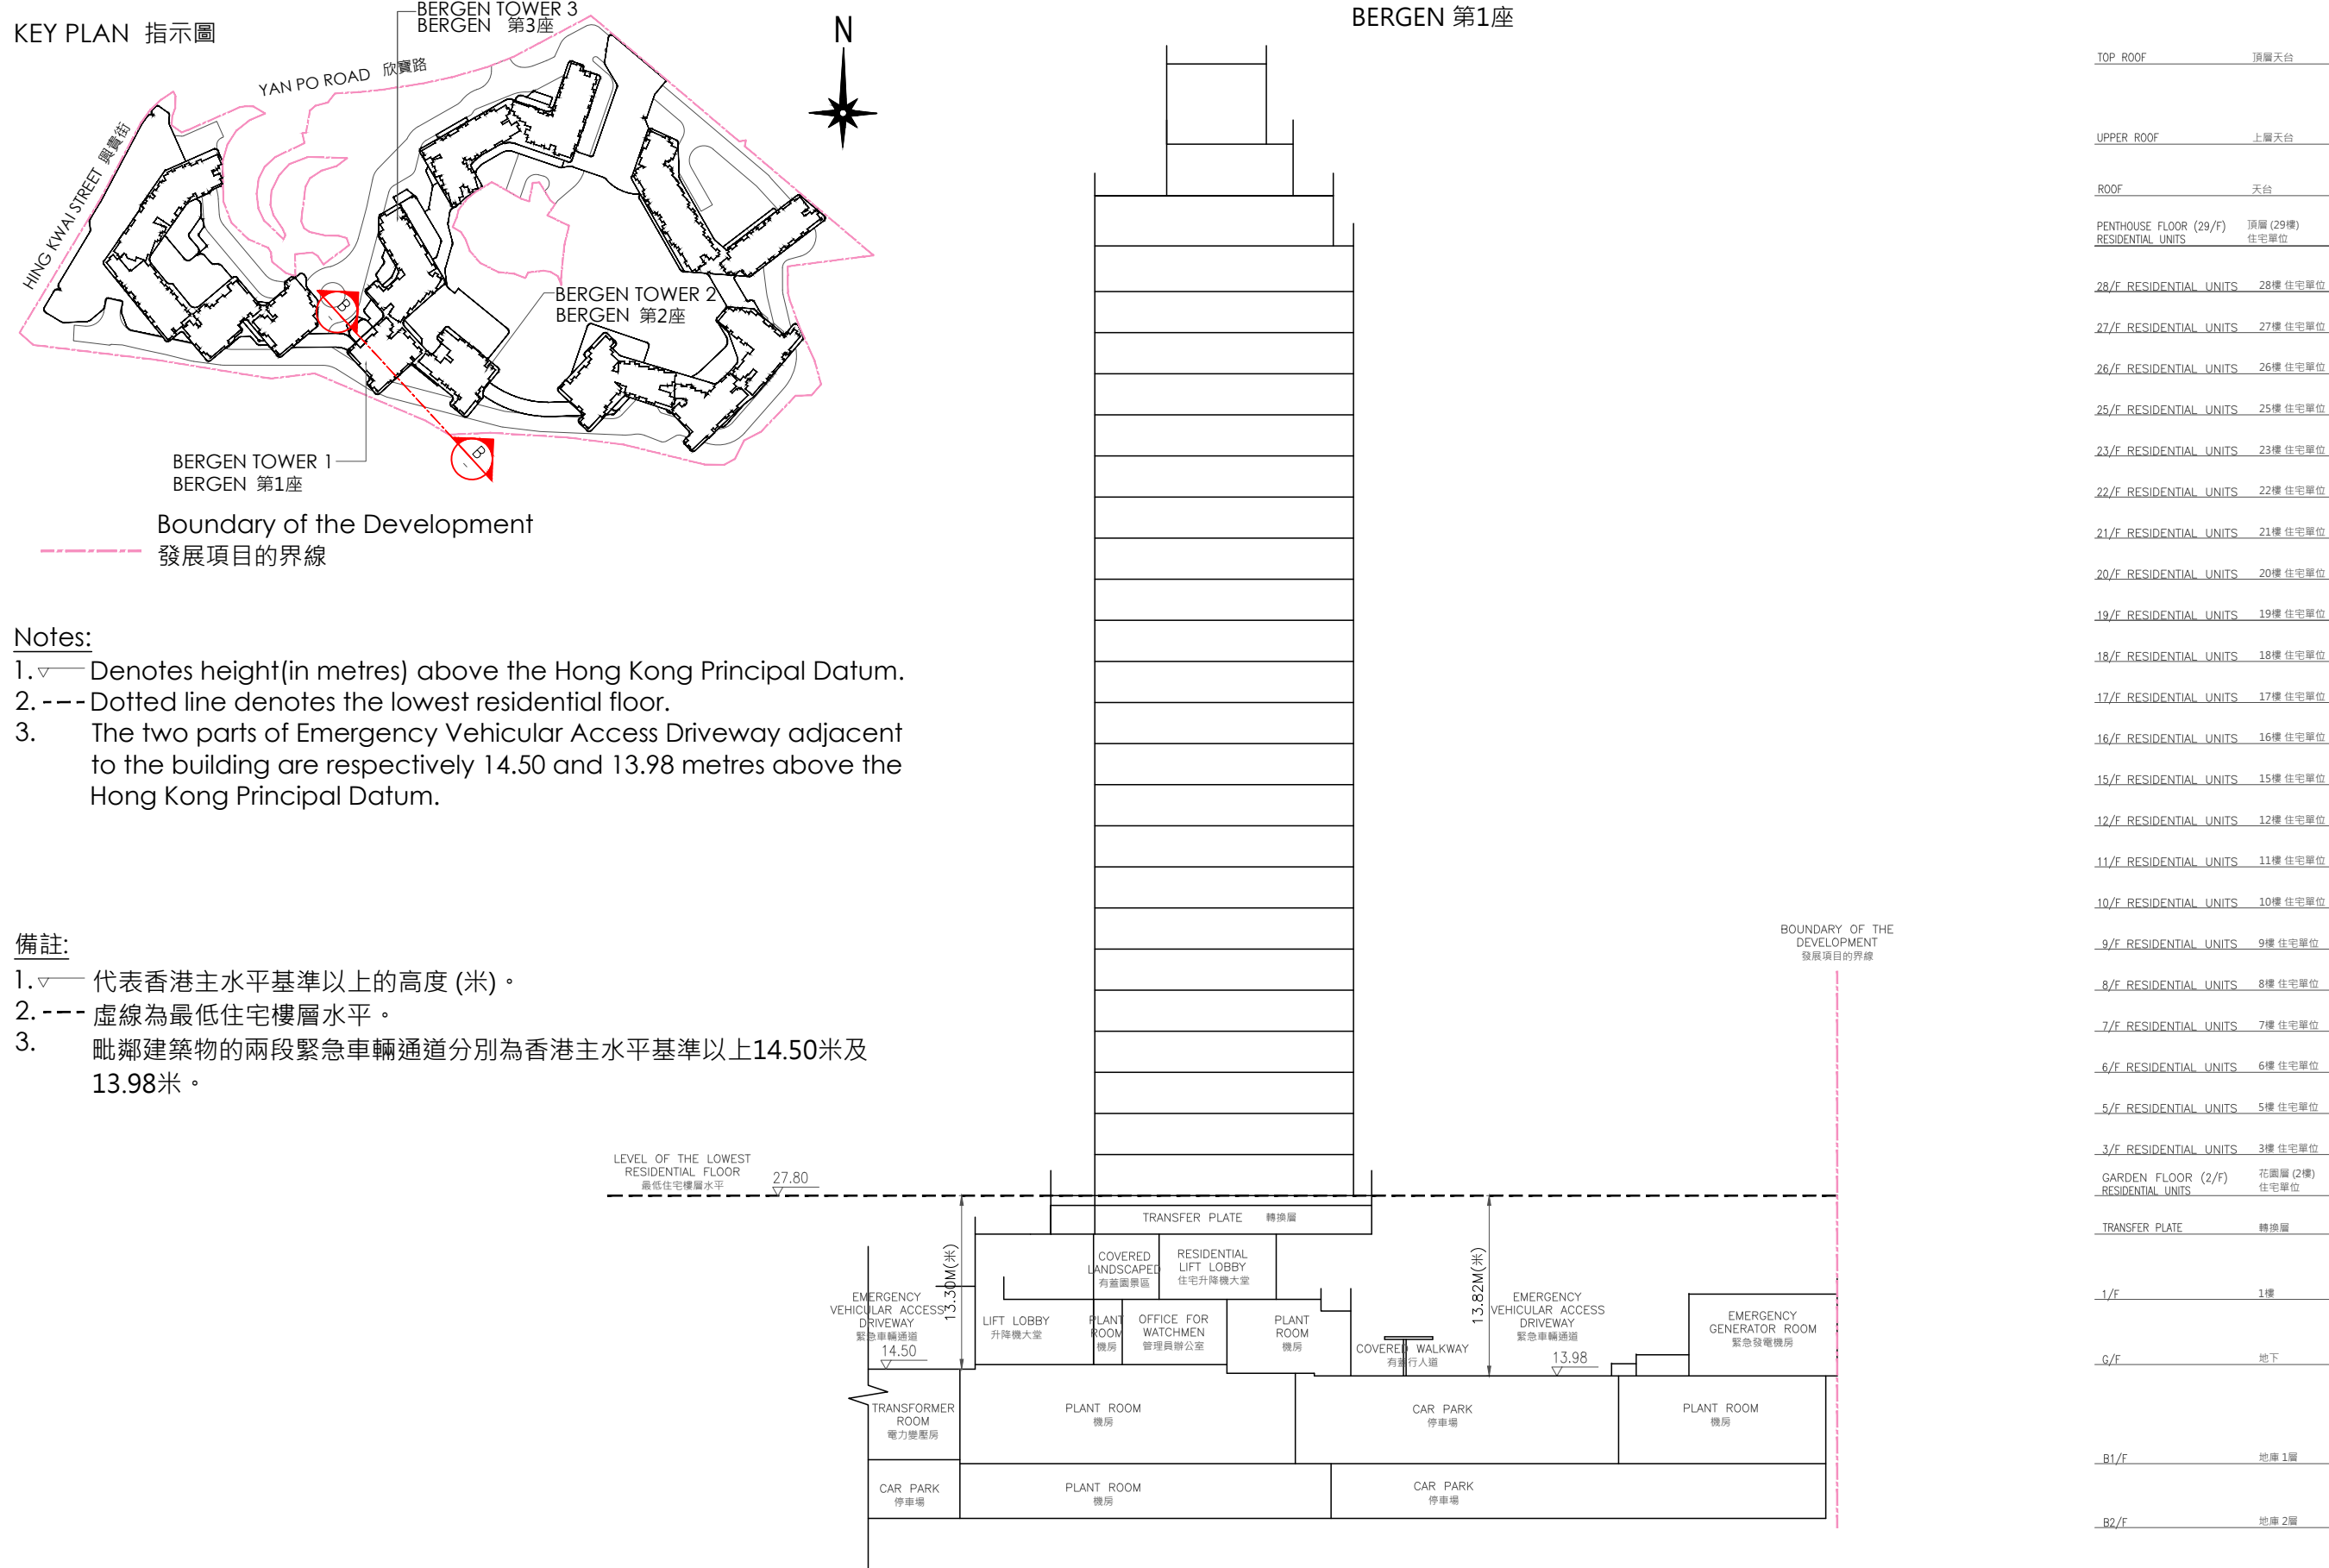 KEY PLAN 指示圖
BERGEN TOWER 3
BERGEN 第3座
YAN PO ROAD 欣寶路
HING KWAI STREET 興貴街
N
BERGEN TOWER 2
BERGEN 第2座
B
-
B
-
BERGEN TOWER 1
BERGEN 第1座
Boundary of the Development
發展項目的界線
Notes:
1. Denotes height(in metres) above the Hong Kong Principal Datum.
2. Dotted line denotes the lowest residential floor.
3. The two parts of Emergency Vehicular Access Driveway adjacent
to the building are respectively 14.50 and 13.98 metres above the
Hong Kong Principal Datum.
備註:
1. 代表香港主水平基準以上的高度 (米)。
2. 虛線為最低住宅樓層水平。
3. 毗鄰建築物的兩段緊急車輛通道分別為香港主水平基準以上14.50米及
13.98米。
BERGEN 第1座
BOUNDARY OF THE
DEVELOPMENT
發展項目的界線
LEVEL OF THE LOWEST
RESIDENTIAL FLOOR
最低住宅樓層水平
27.80
TRANSFER PLATE 轉換層
13.30M(米)
13.82M(米)
COVERED
LANDSCAPED
有蓋園景區
RESIDENTIAL
LIFT LOBBY
住宅升降機大堂
EMERGENCY
VEHICULAR ACCESS
DRIVEWAY
緊急車輛通道
14.50
LIFT LOBBY
升降機大堂
PLANT
ROOM
機房
OFFICE FOR
WATCHMEN
管理員辦公室
PLANT
ROOM
機房
COVERED WALKWAY
有蓋行人道
EMERGENCY
VEHICULAR ACCESS
DRIVEWAY
緊急車輛通道
13.98
EMERGENCY
GENERATOR ROOM
緊急發電機房
TRANSFORMER
ROOM
電力變壓房
PLANT ROOM
機房
CAR PARK
停車場
PLANT ROOM
機房
CAR PARK
停車場
PLANT ROOM
機房
CAR PARK
停車場
TOP ROOF 頂層天台
UPPER ROOF 上層天台
ROOF 天台
PENTHOUSE FLOOR (29/F) 頂層 (29樓)
RESIDENTIAL UNITS 住宅單位
28/F RESIDENTIAL UNITS 28樓 住宅單位
27/F RESIDENTIAL UNITS 27樓 住宅單位
26/F RESIDENTIAL UNITS 26樓 住宅單位
25/F RESIDENTIAL UNITS 25樓 住宅單位
23/F RESIDENTIAL UNITS 23樓 住宅單位
22/F RESIDENTIAL UNITS 22樓 住宅單位
21/F RESIDENTIAL UNITS 21樓 住宅單位
20/F RESIDENTIAL UNITS 20樓 住宅單位
19/F RESIDENTIAL UNITS 19樓 住宅單位
18/F RESIDENTIAL UNITS 18樓 住宅單位
17/F RESIDENTIAL UNITS 17樓 住宅單位
16/F RESIDENTIAL UNITS 16樓 住宅單位
15/F RESIDENTIAL UNITS 15樓 住宅單位
12/F RESIDENTIAL UNITS 12樓 住宅單位
11/F RESIDENTIAL UNITS 11樓 住宅單位
10/F RESIDENTIAL UNITS 10樓 住宅單位
9/F RESIDENTIAL UNITS 9樓 住宅單位
8/F RESIDENTIAL UNITS 8樓 住宅單位
7/F RESIDENTIAL UNITS 7樓 住宅單位
6/F RESIDENTIAL UNITS 6樓 住宅單位
5/F RESIDENTIAL UNITS 5樓 住宅單位
3/F RESIDENTIAL UNITS 3樓 住宅單位
GARDEN FLOOR (2/F) 花園層 (2樓)
RESIDENTIAL UNITS 住宅單位
TRANSFER PLATE 轉換層
1/F 1樓
G/F 地下
B1/F 地庫 1層
B2/F 地庫 2層